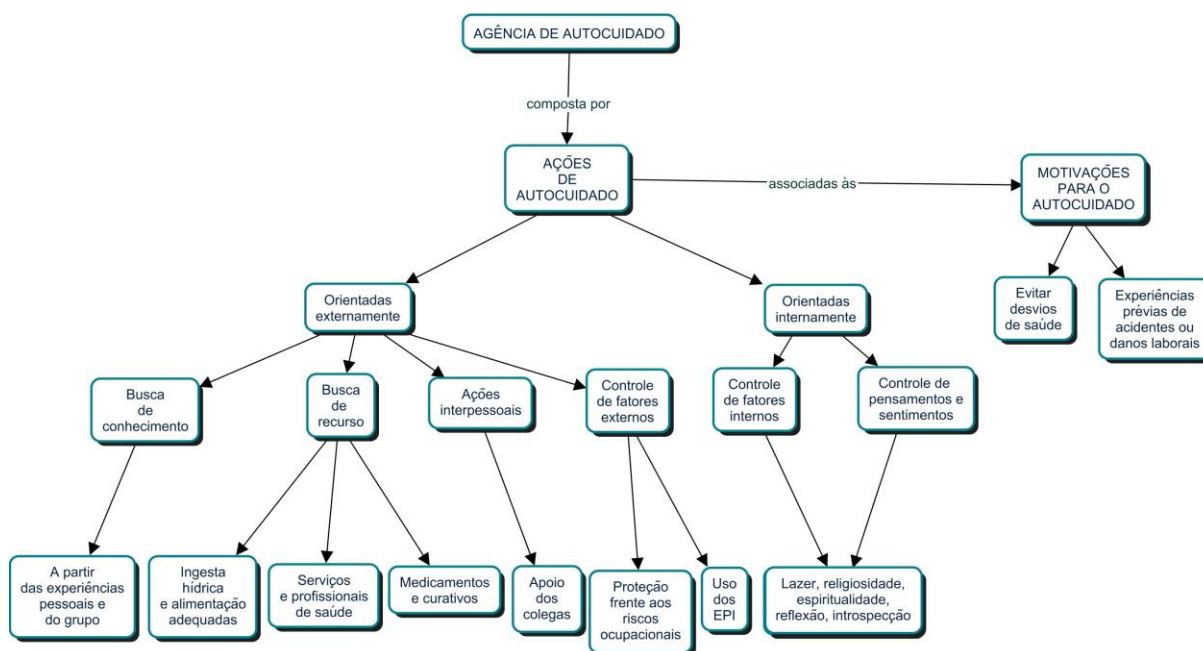 AGÊNCIA DE AUTOCUIDADO
composta por
AÇÕES
DE
AUTOCUIDADO
associadas às
MOTIVAÇÕES
PARA O
AUTOCUIDADO
Orientadas
externamente
Orientadas
internamente
Evitar
desvios
de saúde
Experiências
prévias de
acidentes ou
danos laborais
Busca
de
conhecimento
Busca
de
recurso
Ações
interpessoais
Controle
de fatores
externos
Controle
de fatores
internos
Controle de
pensamentos e
sentimentos
A partir
das experiências
pessoais e
do grupo
Ingesta
hídrica
e alimentação
adequadas
Serviços
e profissionais
de saúde
Medicamentos
e curativos
Apoio
dos
colegas
Proteção
frente aos
riscos
ocupacionais
Uso
dos
EPI
Lazer, religiosidade,
espiritualidade,
reflexão, introspecção